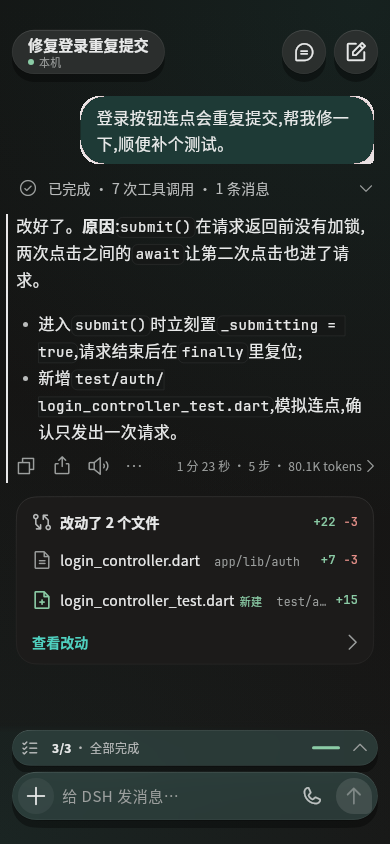 修复登录重复提交
本机
登录按钮连点会重复提交,帮我修一
下,顺便补个测试。
已完成 · 7 次工具调用 · 1 条消息
改好了。原因:submit() 在请求返回前没有加锁,
两次点击之间的 await 让第二次点击也进了请
求。
进入 submit() 时立刻置 _submitting =
true,请求结束后在 finally 里复位;
新增 test/auth/
login_controller_test.dart,模拟连点,确
认只发出一次请求。
1 分 23 秒 · 5 步 · 80.1K tokens
改动了 2 个文件 +22 -3
login_controller.dart app/lib/auth +7 -3
login_controller_test.dart 新建 test/a… +15
查看改动
3/3 · 全部完成
给 DSH 发消息…